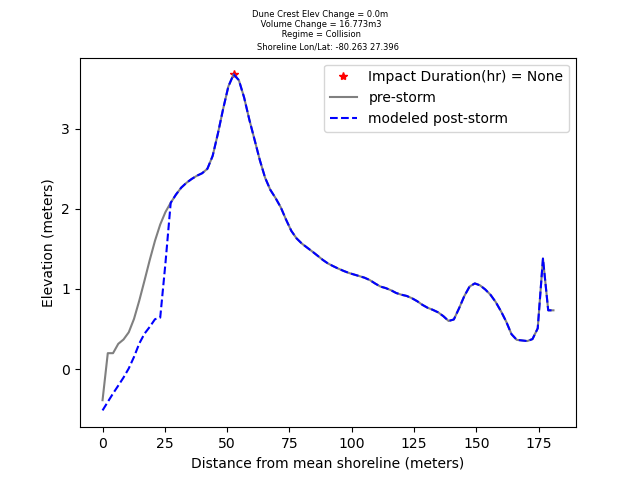 Dune Crest Elev Change = 0.0m
Volume Change = 16.773m3
Regime = Collision
Shoreline Lon/Lat: -80.263 27.396
Impact Duration(hr) = None
pre-storm
modeled post-storm
Elevation (meters)
3
2
1
0
0 25 50 75 100 125 150 175
Distance from mean shoreline (meters)